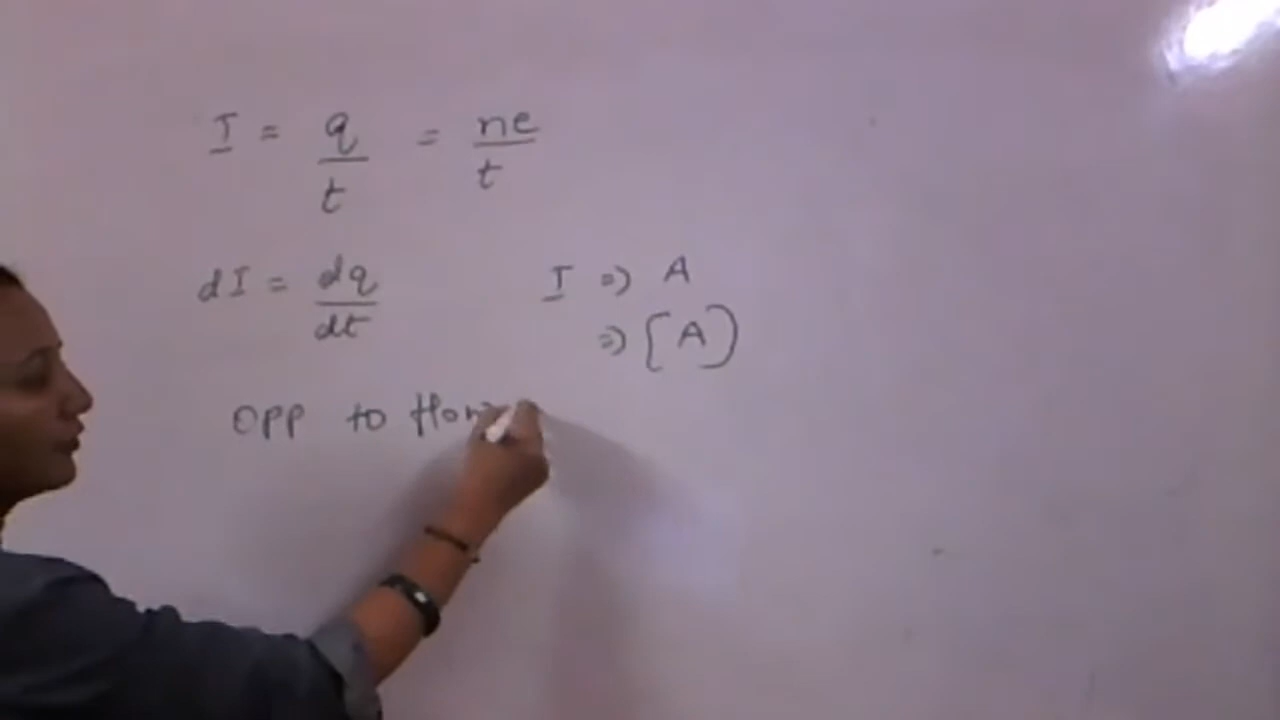 I = q/t = ne/t
dI = dq/dt
I ⇒ A
⇒ [A]
opp to flow